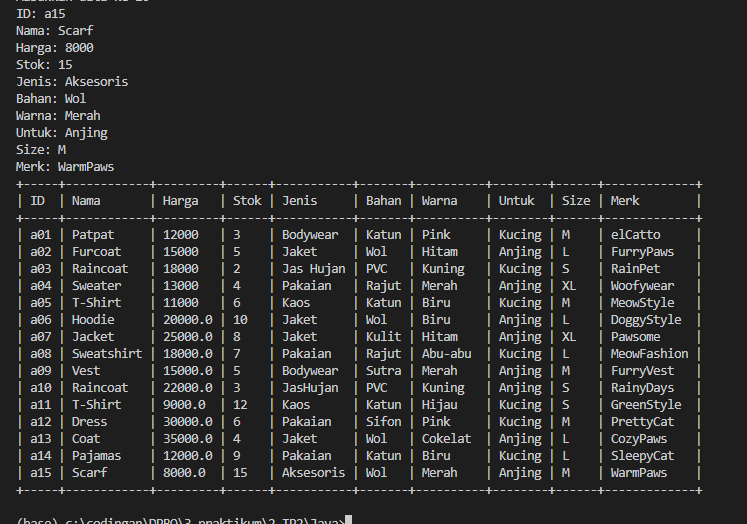 ID: a15
Nama: Scarf
Harga: 8000
Stok: 15
Jenis: Aksesoris
Bahan: Wol
Warna: Merah
Untuk: Anjing
Size: M
Merk: WarmPaws
+-----+------------+--------+------+-----------+-------+---------+--------+------+-------------+
| ID  | Nama       | Harga  | Stok | Jenis     | Bahan | Warna   | Untuk  | Size | Merk        |
+-----+------------+--------+------+-----------+-------+---------+--------+------+-------------+
| a01 | Patpat     | 12000  | 3    | Bodywear  | Katun | Pink    | Kucing | M    | elCatto     |
| a02 | Furcoat    | 15000  | 5    | Jaket     | Wol   | Hitam   | Anjing | L    | FurryPaws   |
| a03 | Raincoat   | 18000  | 2    | Jas Hujan | PVC   | Kuning  | Kucing | S    | RainPet     |
| a04 | Sweater    | 13000  | 4    | Pakaian   | Rajut | Merah   | Anjing | XL   | Woofywear   |
| a05 | T-Shirt    | 11000  | 6    | Kaos      | Katun | Biru    | Kucing | M    | MeowStyle   |
| a06 | Hoodie     | 20000.0 | 10   | Jaket     | Wol   | Biru    | Anjing | L    | DoggyStyle  |
| a07 | Jacket     | 25000.0 | 8    | Jaket     | Kulit | Hitam   | Anjing | XL   | Pawsome     |
| a08 | Sweatshirt | 18000.0 | 7    | Pakaian   | Rajut | Abu-abu | Kucing | L    | MeowFashion |
| a09 | Vest       | 15000.0 | 5    | Bodywear  | Sutra | Merah   | Anjing | M    | FurryVest   |
| a10 | Raincoat   | 22000.0 | 3    | JasHujan  | PVC   | Kuning  | Anjing | S    | RainyDays   |
| a11 | T-Shirt    | 9000.0  | 12   | Kaos      | Katun | Hijau   | Kucing | S    | GreenStyle  |
| a12 | Dress      | 30000.0 | 6    | Pakaian   | Sifon | Pink    | Kucing | M    | PrettyCat   |
| a13 | Coat       | 35000.0 | 4    | Jaket     | Wol   | Cokelat | Anjing | L    | CozyPaws    |
| a14 | Pajamas    | 12000.0 | 9    | Pakaian   | Katun | Biru    | Kucing | L    | SleepyCat   |
| a15 | Scarf      | 8000.0  | 15   | Aksesoris | Wol   | Merah   | Anjing | M    | WarmPaws    |
+-----+------------+--------+------+-----------+-------+---------+--------+------+-------------+
(base) c:\codingan\DPBO\3 praktikum\2 TP2\Java>